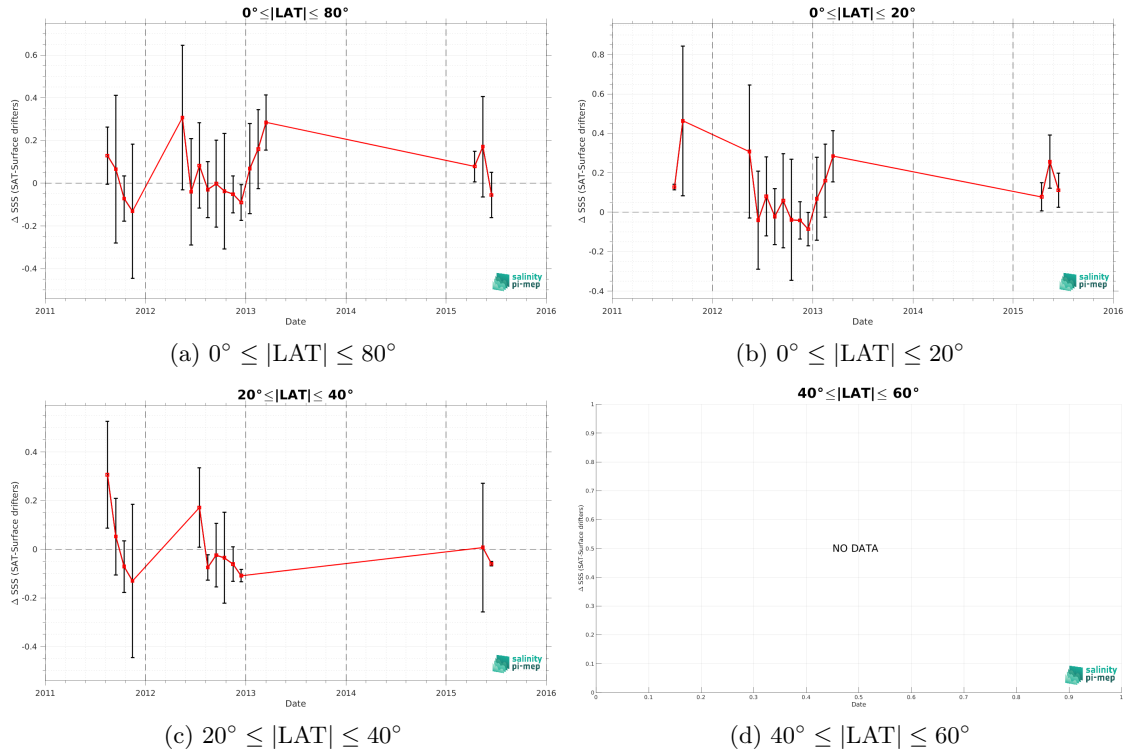 0°≤|LAT|≤ 80°
Δ SSS (SAT-Surface drifters)
0.6
0.4
0.2
0
-0.2
-0.4
2011 2012 2013 2014 2015 2016
Date
salinity
pi-mep
(a) 0° ≤ |LAT| ≤ 80°
0°≤|LAT|≤ 20°
Δ SSS (SAT-Surface drifters)
0.8
0.6
0.4
0.2
0
-0.2
-0.4
2011 2012 2013 2014 2015 2016
Date
salinity
pi-mep
(b) 0° ≤ |LAT| ≤ 20°
20°≤|LAT|≤ 40°
Δ SSS (SAT-Surface drifters)
0.4
0.2
0
-0.2
-0.4
2011 2012 2013 2014 2015 2016
Date
salinity
pi-mep
(c) 20° ≤ |LAT| ≤ 40°
40°≤|LAT|≤ 60°
Δ SSS (SAT-Surface drifters)
1
0.9
0.8
0.7
0.6
0.5
0.4
0.3
0.2
0.1
0
NO DATA
0 0.1 0.2 0.3 0.4 0.5 0.6 0.7 0.8 0.9 1
Date
salinity
pi-mep
(d) 40° ≤ |LAT| ≤ 60°